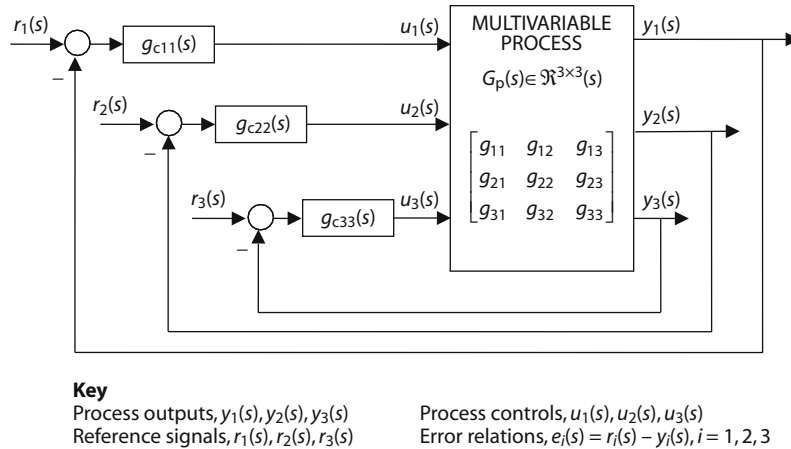 r1(s)
gc11(s)
u1(s)
MULTIVARIABLE
PROCESS
Gp(s)∈ℜ3×3(s)
y1(s)
−
r2(s)
gc22(s)
u2(s)
y2(s)
−
r3(s)
gc33(s)
u3(s)
y3(s)
−
g11 g12 g13
g21 g22 g23
g31 g32 g33
Key
Process outputs, y1(s), y2(s), y3(s)
Reference signals, r1(s), r2(s), r3(s)
Process controls, u1(s), u2(s), u3(s)
Error relations, ei(s) = ri(s) – yi(s), i = 1, 2, 3